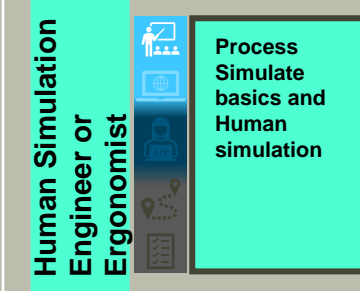 Human Simulation
Engineer or
Ergonomist
Process
Simulate
basics and
Human
simulation